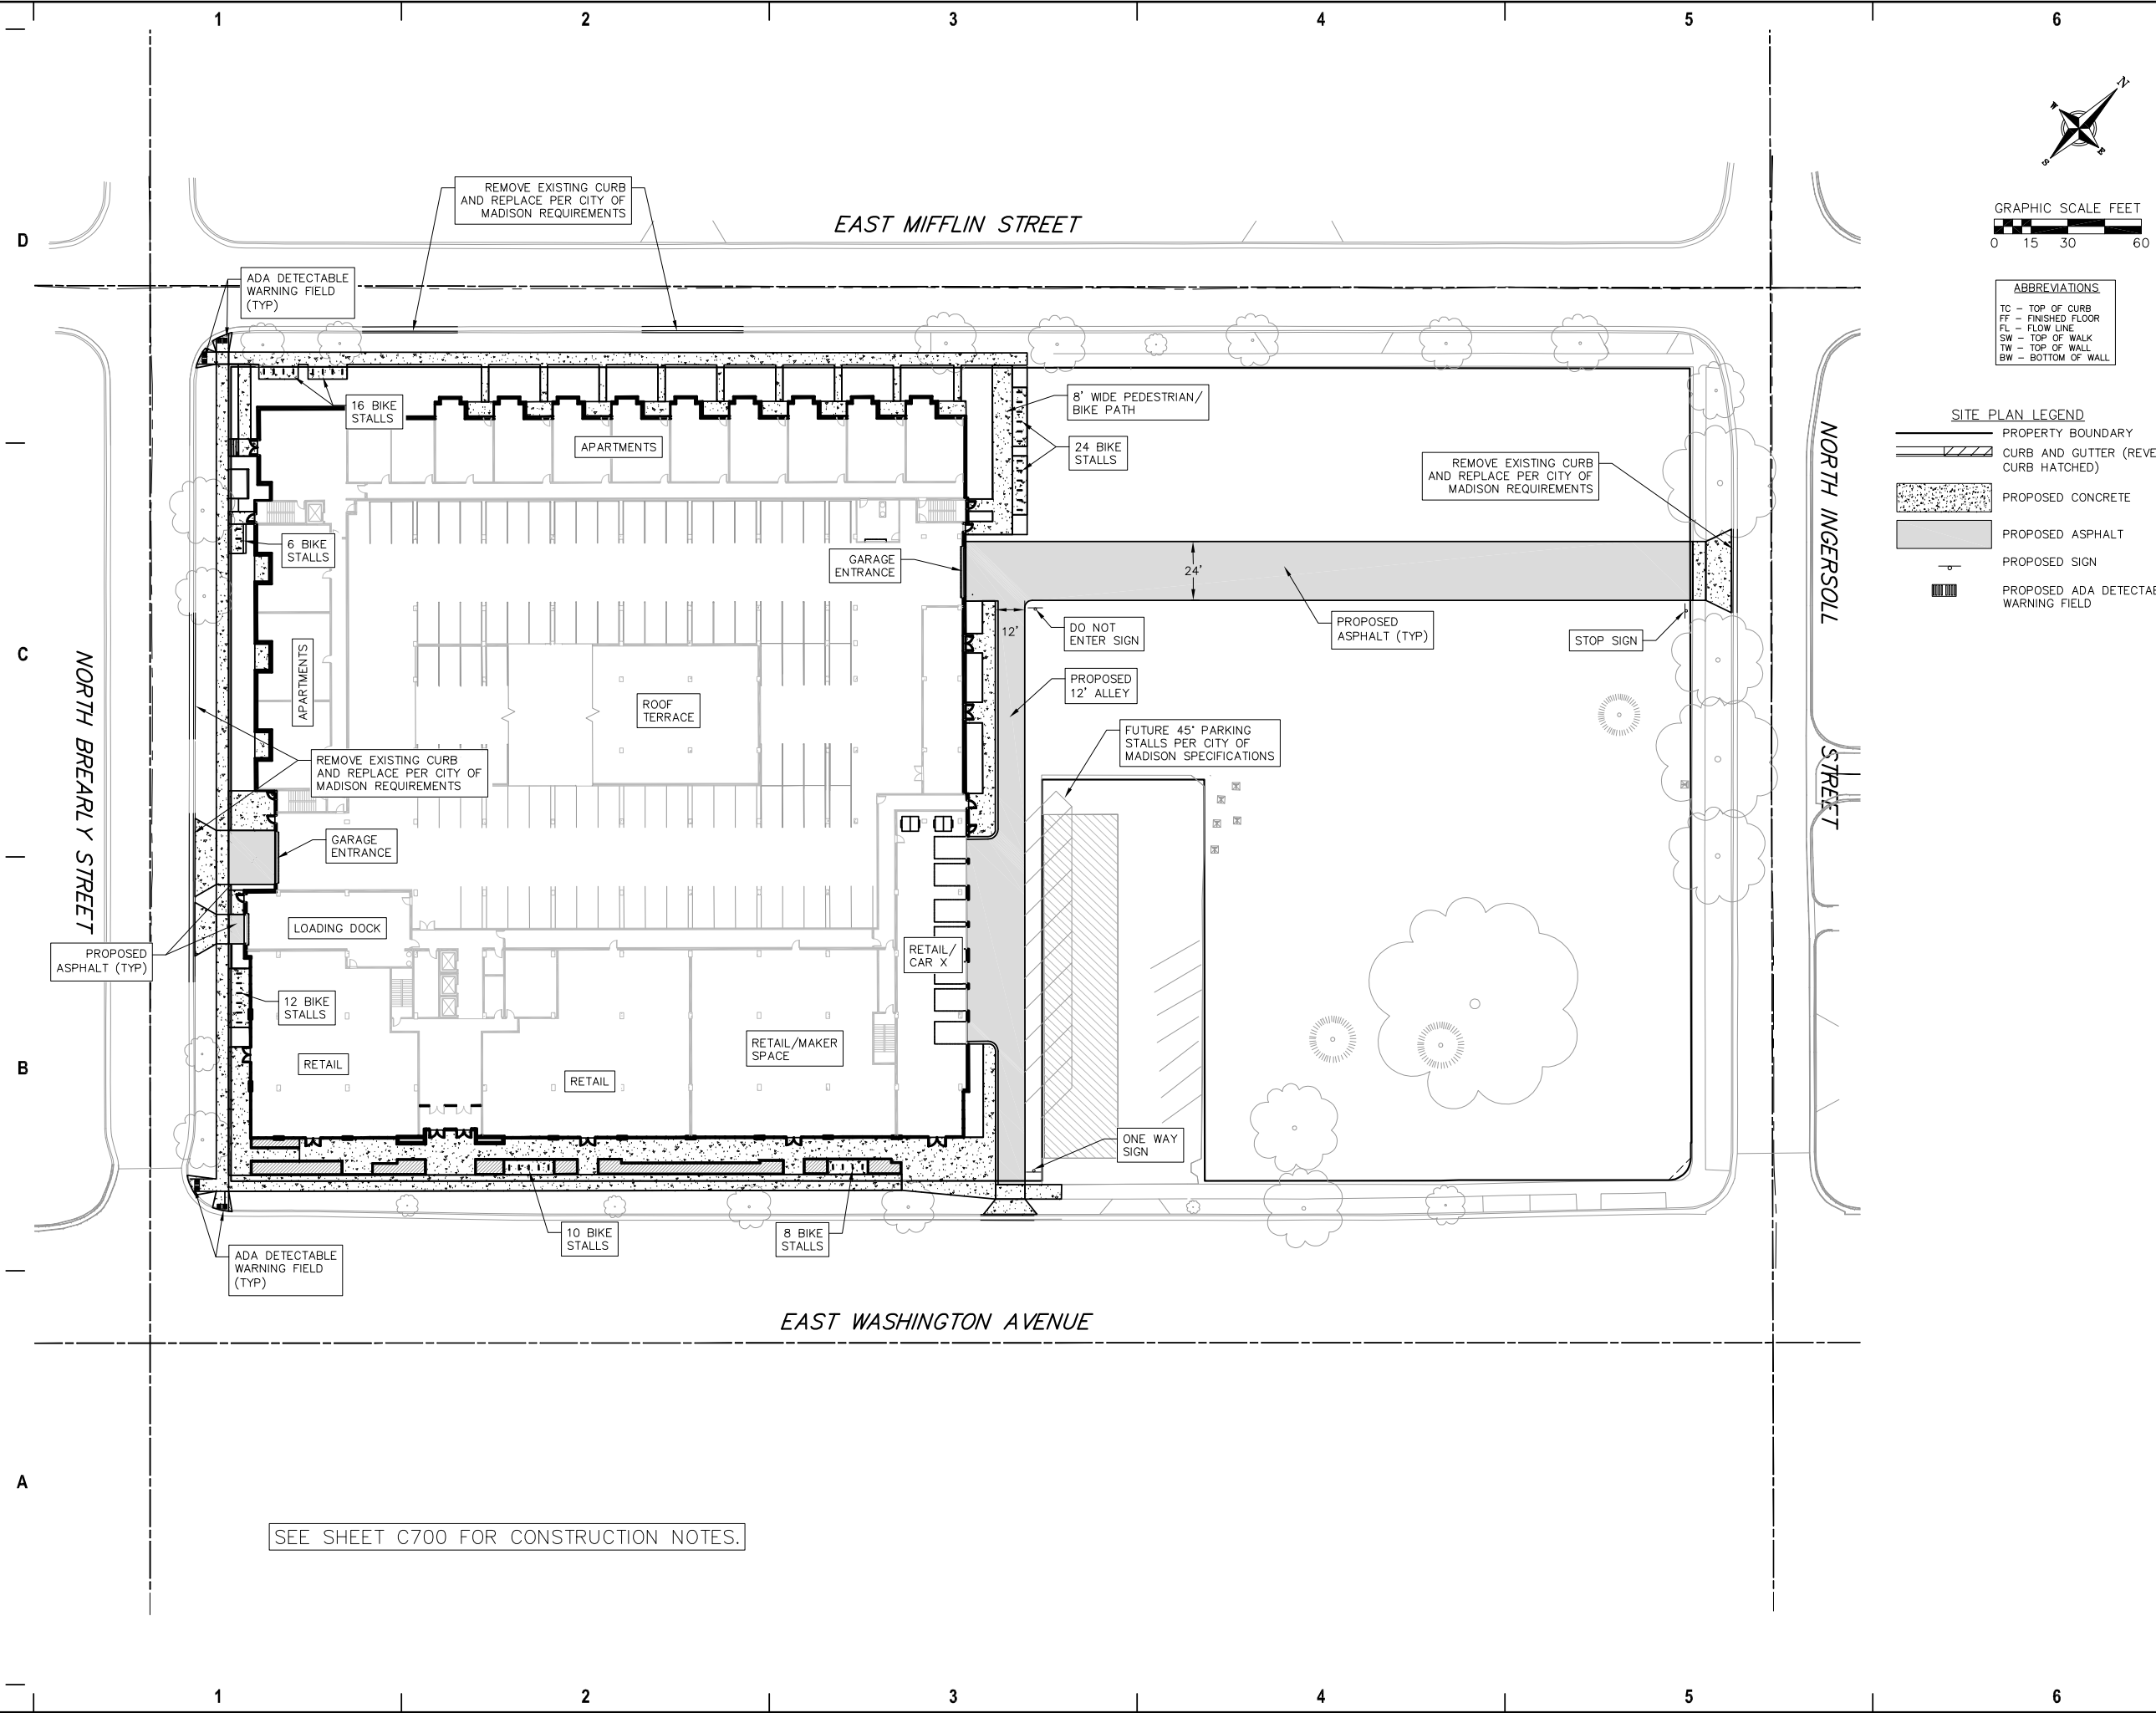 1 2 3 4 5 6
N
W
E
S
GRAPHIC SCALE FEET
0 15 30 60
ABBREVIATIONS
TC – TOP OF CURB
FF – FINISHED FLOOR
FL – FLOW LINE
SW – TOP OF WALK
TW – TOP OF WALL
BW – BOTTOM OF WALL
SITE PLAN LEGEND
PROPERTY BOUNDARY
CURB AND GUTTER (REVE
CURB HATCHED)
PROPOSED CONCRETE
PROPOSED ASPHALT
PROPOSED SIGN
PROPOSED ADA DETECTAB
WARNING FIELD
D
C
B
A
REMOVE EXISTING CURB
AND REPLACE PER CITY OF
MADISON REQUIREMENTS
EAST MIFFLIN STREET
ADA DETECTABLE
WARNING FIELD
(TYP)
16 BIKE
STALLS
8' WIDE PEDESTRIAN/
BIKE PATH
APARTMENTS
24 BIKE
STALLS
REMOVE EXISTING CURB
AND REPLACE PER CITY OF
MADISON REQUIREMENTS
NORTH INGERSOLL
STREET
6 BIKE
STALLS
GARAGE
ENTRANCE
24'
12'
DO NOT
ENTER SIGN
PROPOSED
ASPHALT (TYP)
STOP SIGN
NORTH BREARLY STREET
APARTMENTS
ROOF
TERRACE
PROPOSED
12' ALLEY
FUTURE 45° PARKING
STALLS PER CITY OF
MADISON SPECIFICATIONS
REMOVE EXISTING CURB
AND REPLACE PER CITY OF
MADISON REQUIREMENTS
GARAGE
ENTRANCE
LOADING DOCK
PROPOSED
ASPHALT (TYP)
RETAIL/
CAR X
12 BIKE
STALLS
RETAIL
RETAIL
RETAIL/MAKER
SPACE
ONE WAY
SIGN
10 BIKE
STALLS
8 BIKE
STALLS
ADA DETECTABLE
WARNING FIELD
(TYP)
EAST WASHINGTON AVENUE
SEE SHEET C700 FOR CONSTRUCTION NOTES.
1 2 3 4 5 6